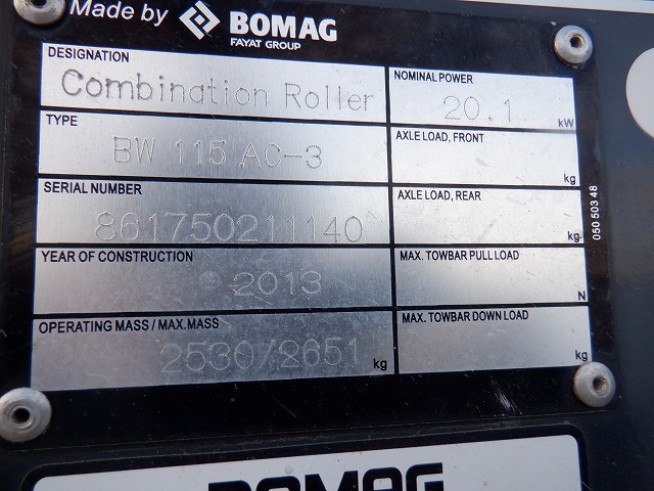 Made by BOMAG
FAYAT GROUP
DESIGNATION
Combination Roller
NOMINAL POWER
20.1 kW
TYPE
BW 115 AC-3
AXLE LOAD, FRONT
kg
SERIAL NUMBER
861750211140
AXLE LOAD, REAR
kg
YEAR OF CONSTRUCTION
2013
MAX. TOWBAR PULL LOAD
N
OPERATING MASS / MAX.MASS
2530/2651 kg
MAX. TOWBAR DOWN LOAD
kg
050 503 48
BOMAG